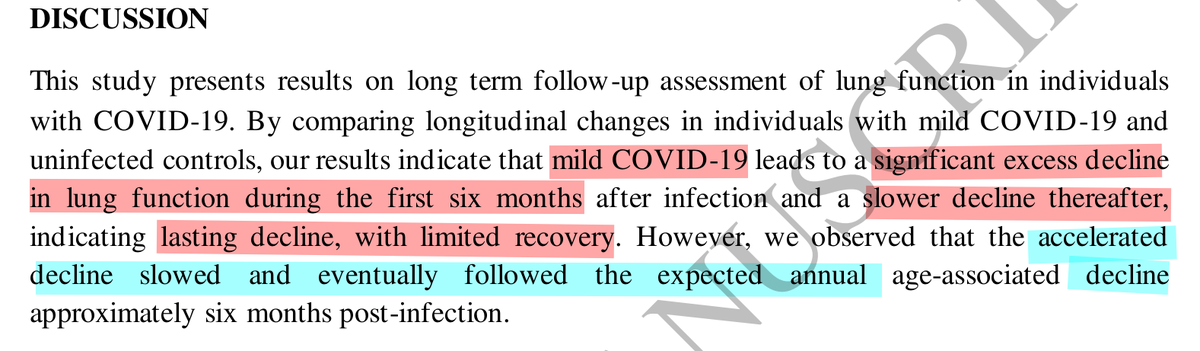 DISCUSSION
This study presents results on long term follow-up assessment of lung function in individuals
with COVID-19. By comparing longitudinal changes in individuals with mild COVID-19 and
uninfected controls, our results indicate that mild COVID-19 leads to a significant excess decline
in lung function during the first six months after infection and a slower decline thereafter,
indicating lasting decline, with limited recovery. However, we observed that the accelerated
decline slowed and eventually followed the expected annual age-associated decline
approximately six months post-infection.